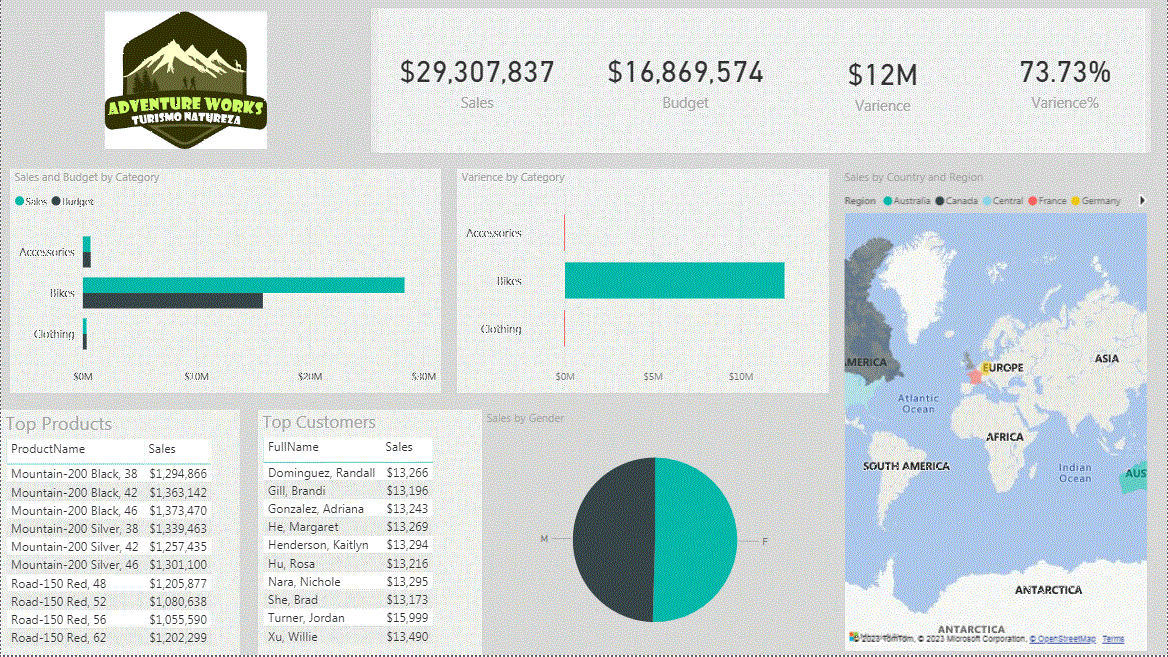 ADVENTURE WORKS
TURISMO NATUREZA
$29,307,837 $16,869,574 $12M 73.73%
Sales Budget Varience Varience%
Sales and Budget by Category
Sales Budget
Accessories
Bikes
Clothing
$0M $10M $20M $30M
Varience by Category
Accessories
Bikes
Clothing
$0M $5M $10M
Sales by Country and Region
Region Australia Canada Central France Germany
AMERICA
EUROPE
ASIA
Atlantic
Ocean
AFRICA
SOUTH AMERICA
Indian
Ocean
AUS
ANTARCTICA
ANTARCTICA
© 2023 TomTom, © 2023 Microsoft Corporation, © OpenStreetMap Terms
Top Products
ProductName Sales
Mountain-200 Black, 38 $1,294,866
Mountain-200 Black, 42 $1,363,142
Mountain-200 Black, 46 $1,373,470
Mountain-200 Silver, 38 $1,339,463
Mountain-200 Silver, 42 $1,257,435
Mountain-200 Silver, 46 $1,301,100
Road-150 Red, 48 $1,205,877
Road-150 Red, 52 $1,080,638
Road-150 Red, 56 $1,055,590
Road-150 Red, 62 $1,202,299
Top Customers
FullName Sales
Dominguez, Randall $13,266
Gill, Brandi $13,196
Gonzalez, Adriana $13,243
He, Margaret $13,269
Henderson, Kaitlyn $13,294
Hu, Rosa $13,216
Nara, Nichole $13,295
She, Brad $13,173
Turner, Jordan $15,999
Xu, Willie $13,490
Sales by Gender
M F